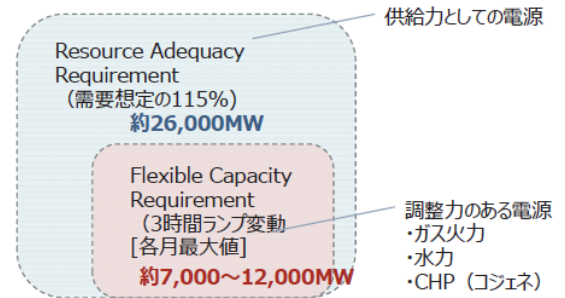 供給力としての電源
Resource Adequacy
Requirement
（需要想定の115%)
約26,000MW
Flexible Capacity
Requirement
（3時間ランプ変動
[各月最大値]
約7,000～12,000MW
調整力のある電源
・ガス火力
・水力
・CHP（コジェネ）